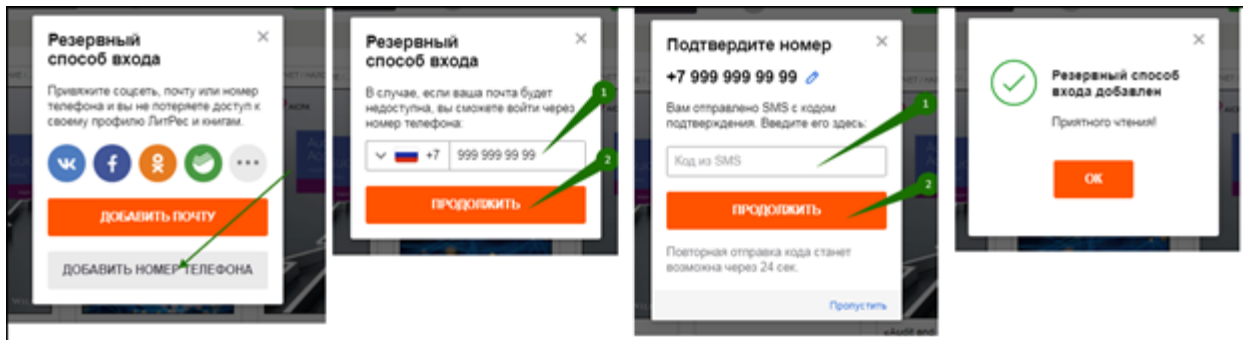 Резервный
способ входа
Привяжите соцсеть, почту или номер
телефона и вы не потеряете доступ к
своему профилю ЛитРес и книгам.
ДОБАВИТЬ ПОЧТУ
ДОБАВИТЬ НОМЕР ТЕЛЕФОНА
Резервный
способ входа
В случае, если ваша почта будет
недоступна, вы сможете войти через
номер телефона:
+7 999 999 99 99
ПРОДОЛЖИТЬ
1
2
Подтвердите номер
+7 999 999 99 99
Вам отправлено SMS с кодом
подтверждения. Введите его здесь:
Код из SMS
ПРОДОЛЖИТЬ
1
2
Повторная отправка кода станет
возможна через 24 сек.
Пропустить
eAudit and
Резервный способ
входа добавлен
Приятного чтения!
ОК